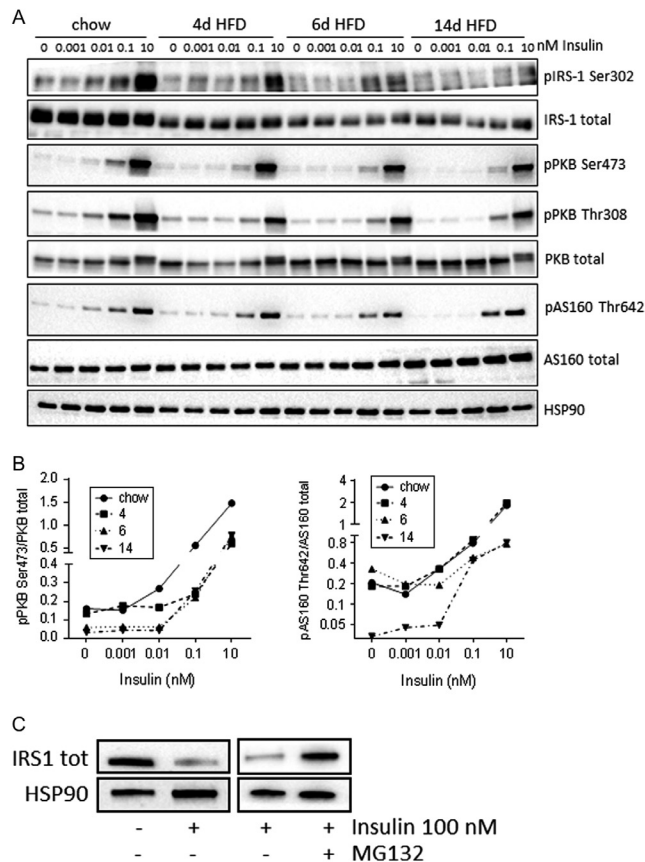 A
chow 4d HFD 6d HFD 14d HFD
0 0.001 0.01 0.1 10 0 0.001 0.01 0.1 10 0 0.001 0.01 0.1 10 0 0.001 0.01 0.1 10 nM Insulin
pIRS-1 Ser302
IRS-1 total
pPKB Ser473
pPKB Thr308
PKB total
pAS160 Thr642
AS160 total
HSP90
B
pPKB Ser473/PKB total
2.0
1.5
1.0
0.5
0.4
0.3
0.2
0.1
0.0
chow
4
6
14
0 0.001 0.01 0.1 10
Insulin (nM)
pAS160 Thr642/AS160 total
4
2
1
0.8
0.4
0.2
0.1
0.05
chow
4
6
14
0 0.001 0.01 0.1 10
Insulin (nM)
C
IRS1 tot
HSP90
- + + + Insulin 100 nM
- - - + MG132